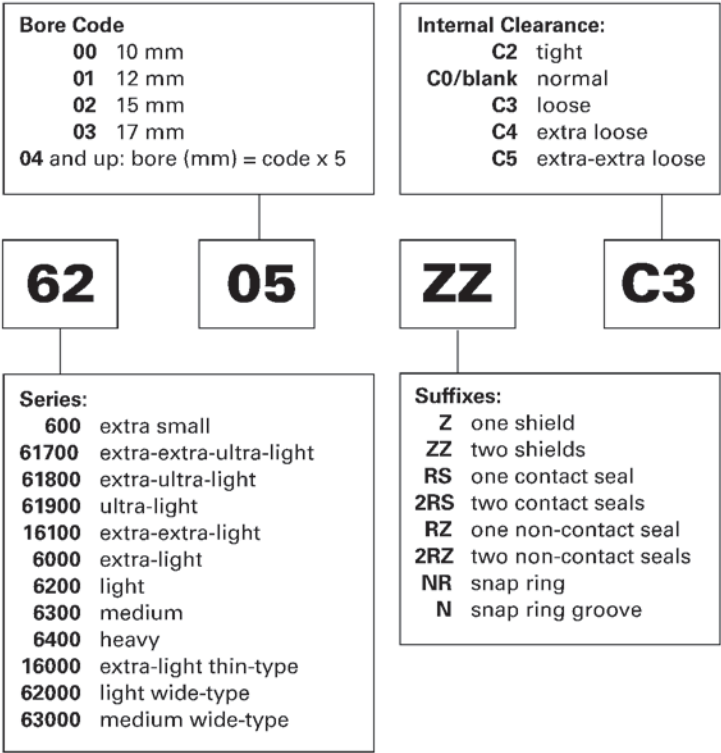 Bore Code
00 10 mm
01 12 mm
02 15 mm
03 17 mm
04 and up: bore (mm) = code x 5
Internal Clearance:
C2 tight
C0/blank normal
C3 loose
C4 extra loose
C5 extra-extra loose
62 05 ZZ C3
Series:
600 extra small
61700 extra-extra-ultra-light
61800 extra-ultra-light
61900 ultra-light
16100 extra-extra-light
6000 extra-light
6200 light
6300 medium
6400 heavy
16000 extra-light thin-type
62000 light wide-type
63000 medium wide-type
Suffixes:
Z one shield
ZZ two shields
RS one contact seal
2RS two contact seals
RZ one non-contact seal
2RZ two non-contact seals
NR snap ring
N snap ring groove